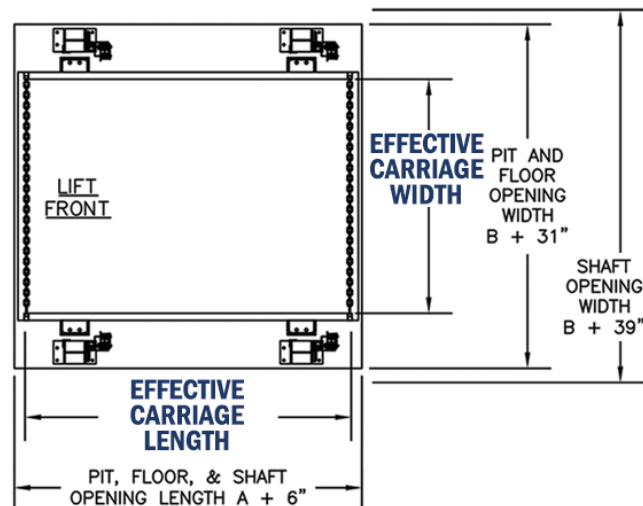 LIFT
FRONT
EFFECTIVE
CARRIAGE
WIDTH
PIT AND
FLOOR
OPENING
WIDTH
B + 31"
SHAFT
OPENING
WIDTH
B + 39"
EFFECTIVE
CARRIAGE
LENGTH
PIT, FLOOR, & SHAFT
OPENING LENGTH A + 6"